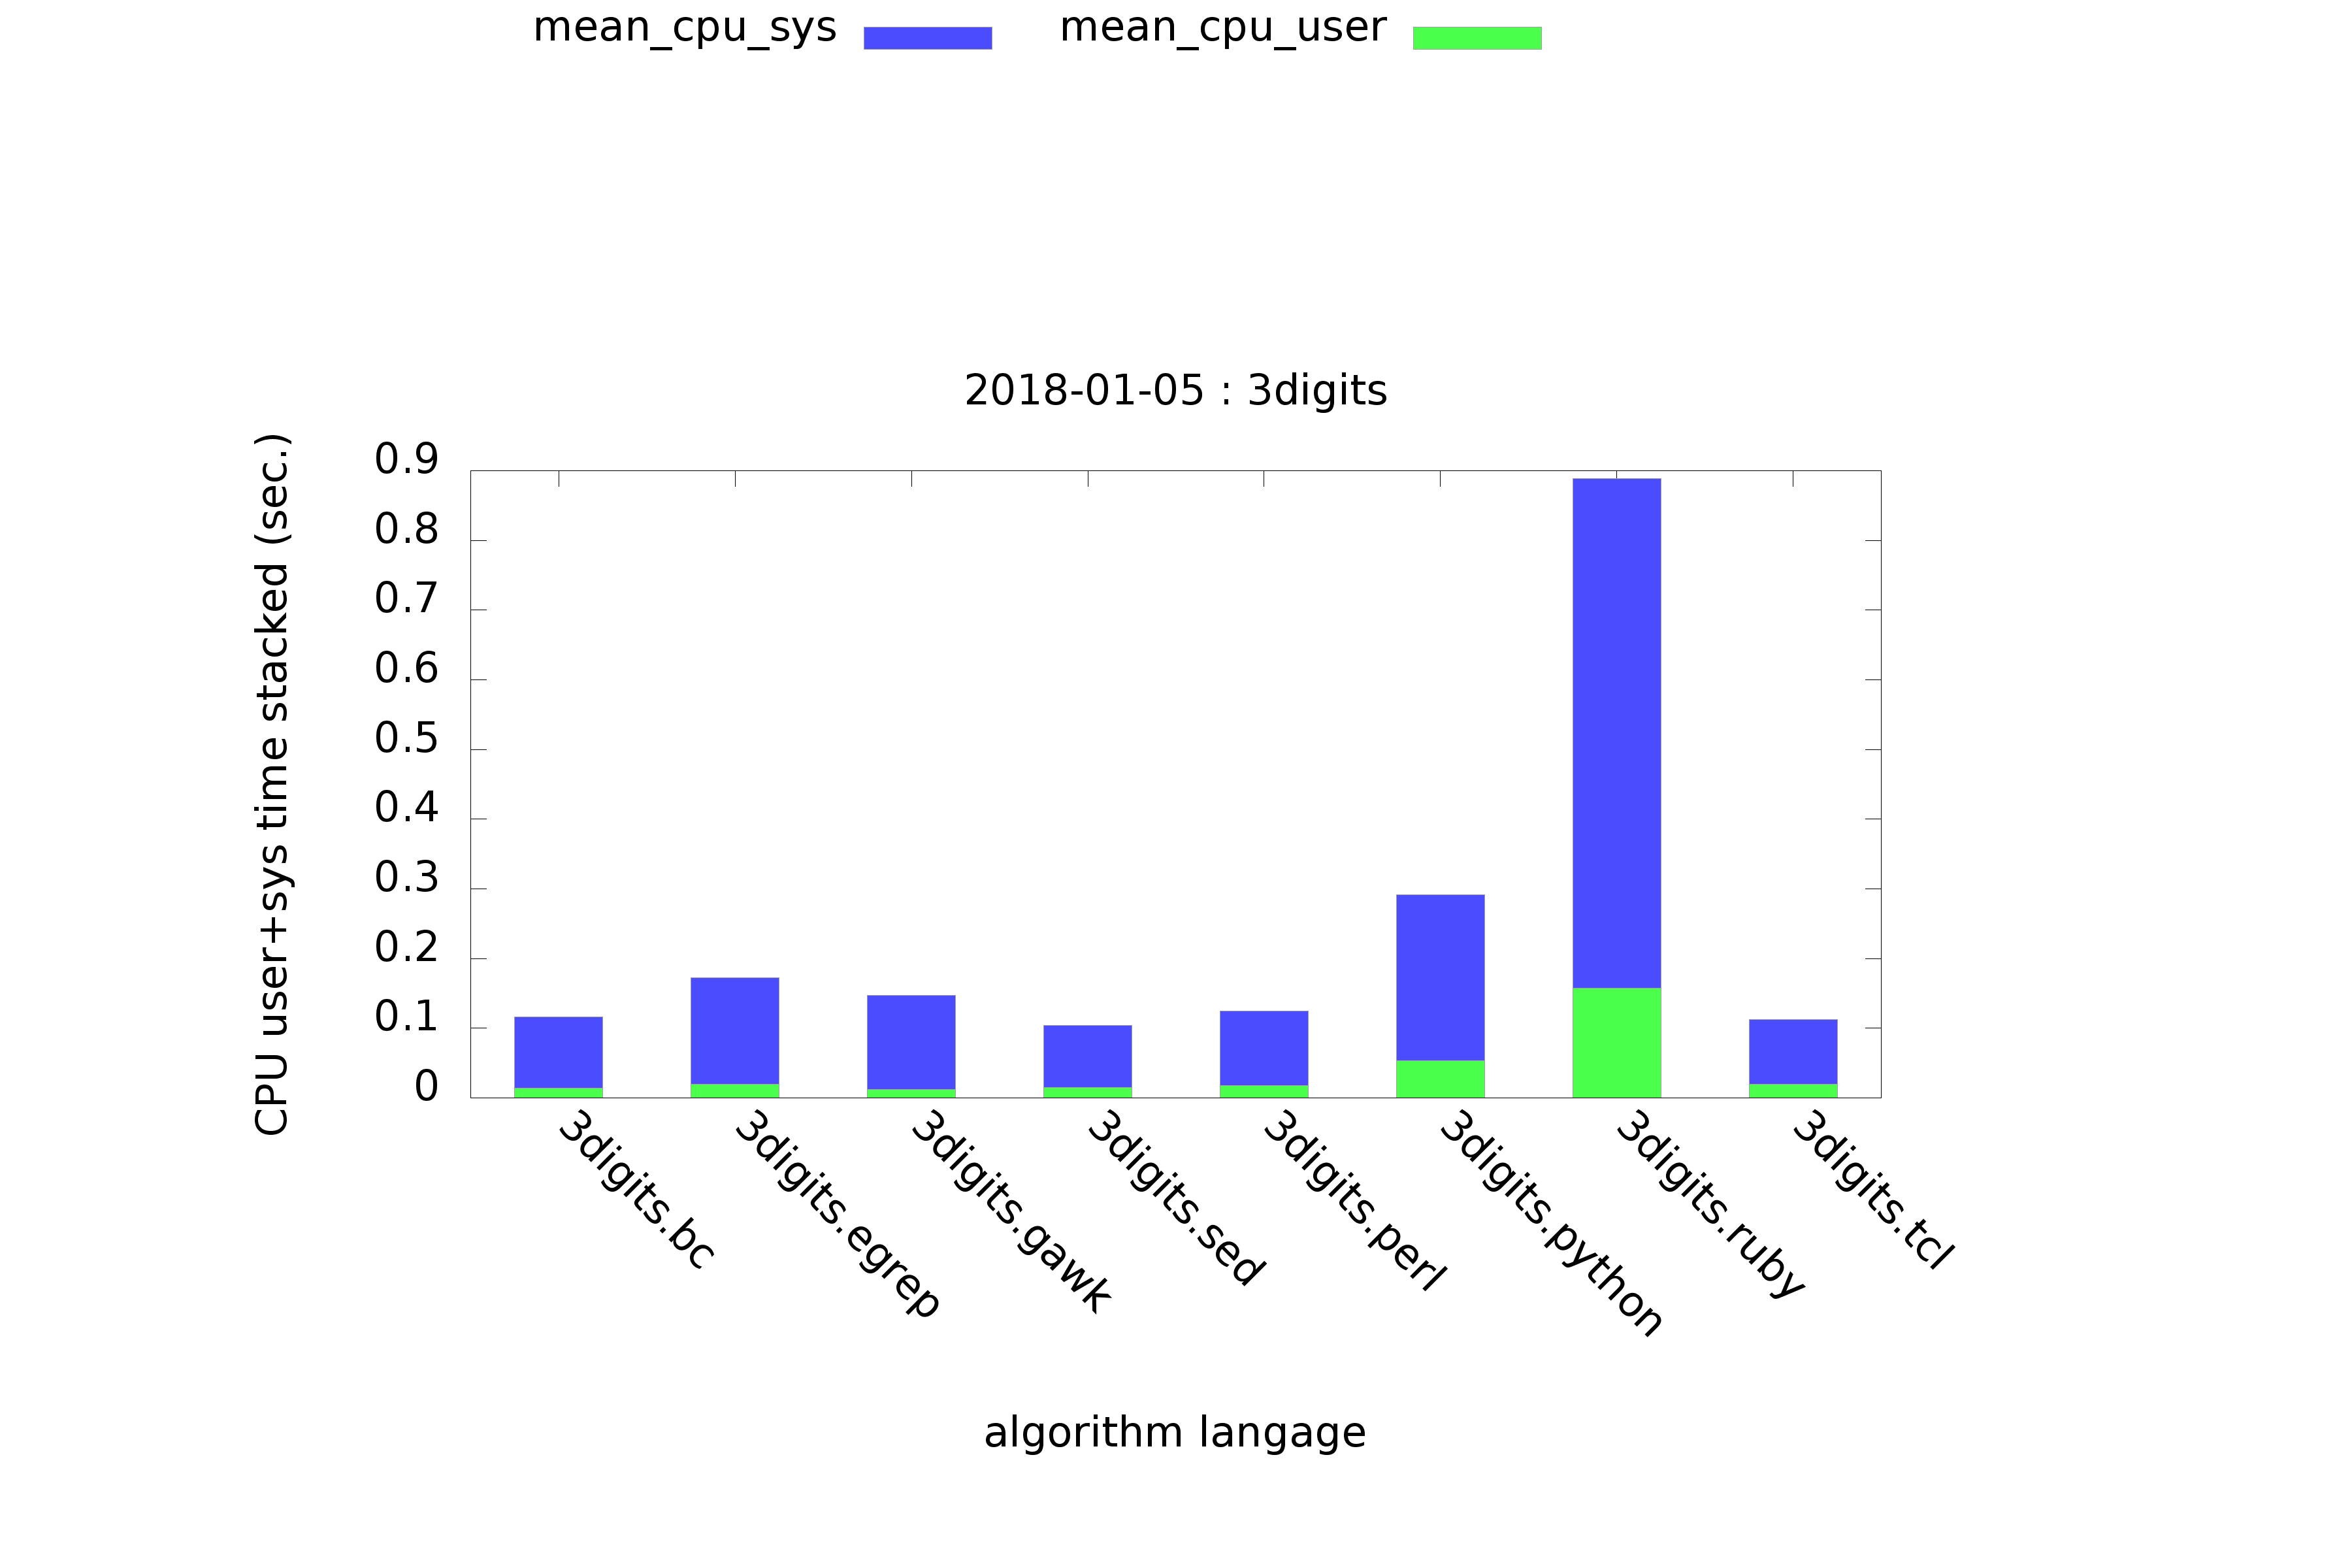 mean_cpu_sys mean_cpu_user
2018-01-05 : 3digits
CPU user+sys time stacked (sec.)
0.9
0.8
0.7
0.6
0.5
0.4
0.3
0.2
0.1
0
3digits.bc
3digits.egrep
3digits.gawk
3digits.sed
3digits.perl
3digits.python
3digits.ruby
3digits.tcl
algorithm langage